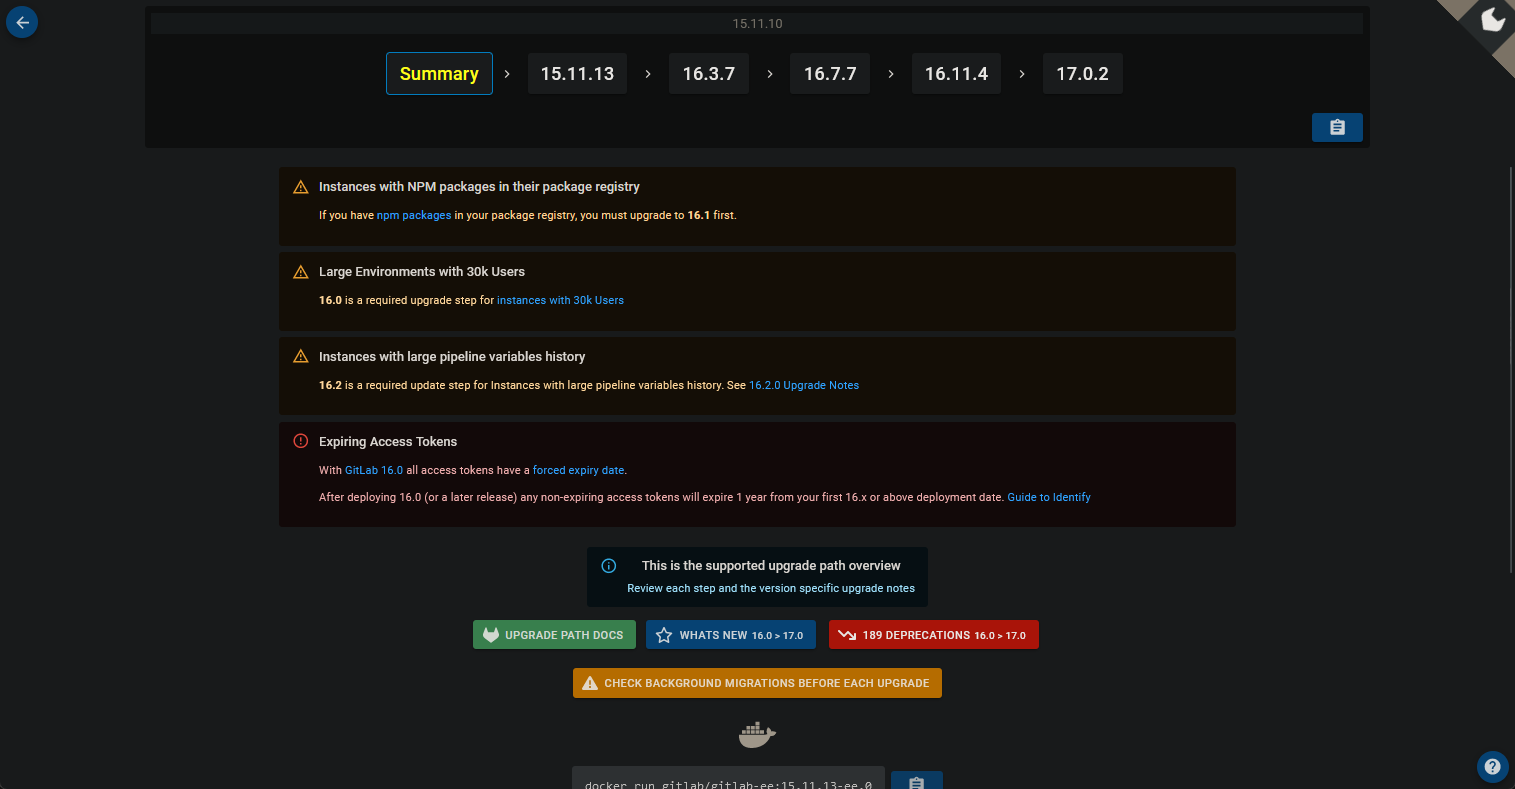 15.11.10
Summary > 15.11.13 > 16.3.7 > 16.7.7 > 16.11.4 > 17.0.2
Instances with NPM packages in their package registry
If you have npm packages in your package registry, you must upgrade to 16.1 first.
Large Environments with 30k Users
16.0 is a required upgrade step for instances with 30k Users
Instances with large pipeline variables history
16.2 is a required update step for Instances with large pipeline variables history. See 16.2.0 Upgrade Notes
Expiring Access Tokens
With GitLab 16.0 all access tokens have a forced expiry date.
After deploying 16.0 (or a later release) any non-expiring access tokens will expire 1 year from your first 16.x or above deployment date. Guide to Identify
This is the supported upgrade path overview
Review each step and the version specific upgrade notes
UPGRADE PATH DOCS
WHATS NEW 16.0 > 17.0
189 DEPRECATIONS 16.0 > 17.0
CHECK BACKGROUND MIGRATIONS BEFORE EACH UPGRADE
docker run gitlab/gitlab-ee:15.11.13-ee.0